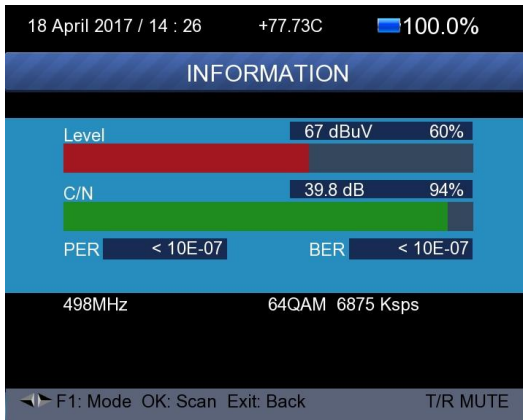 18 April 2017 / 14 : 26 +77.73C 100.0%
INFORMATION
Level 67 dBuV 60%
C/N 39.8 dB 94%
PER < 10E-07 BER < 10E-07
498MHz 64QAM 6875 Ksps
F1: Mode OK: Scan Exit: Back T/R MUTE